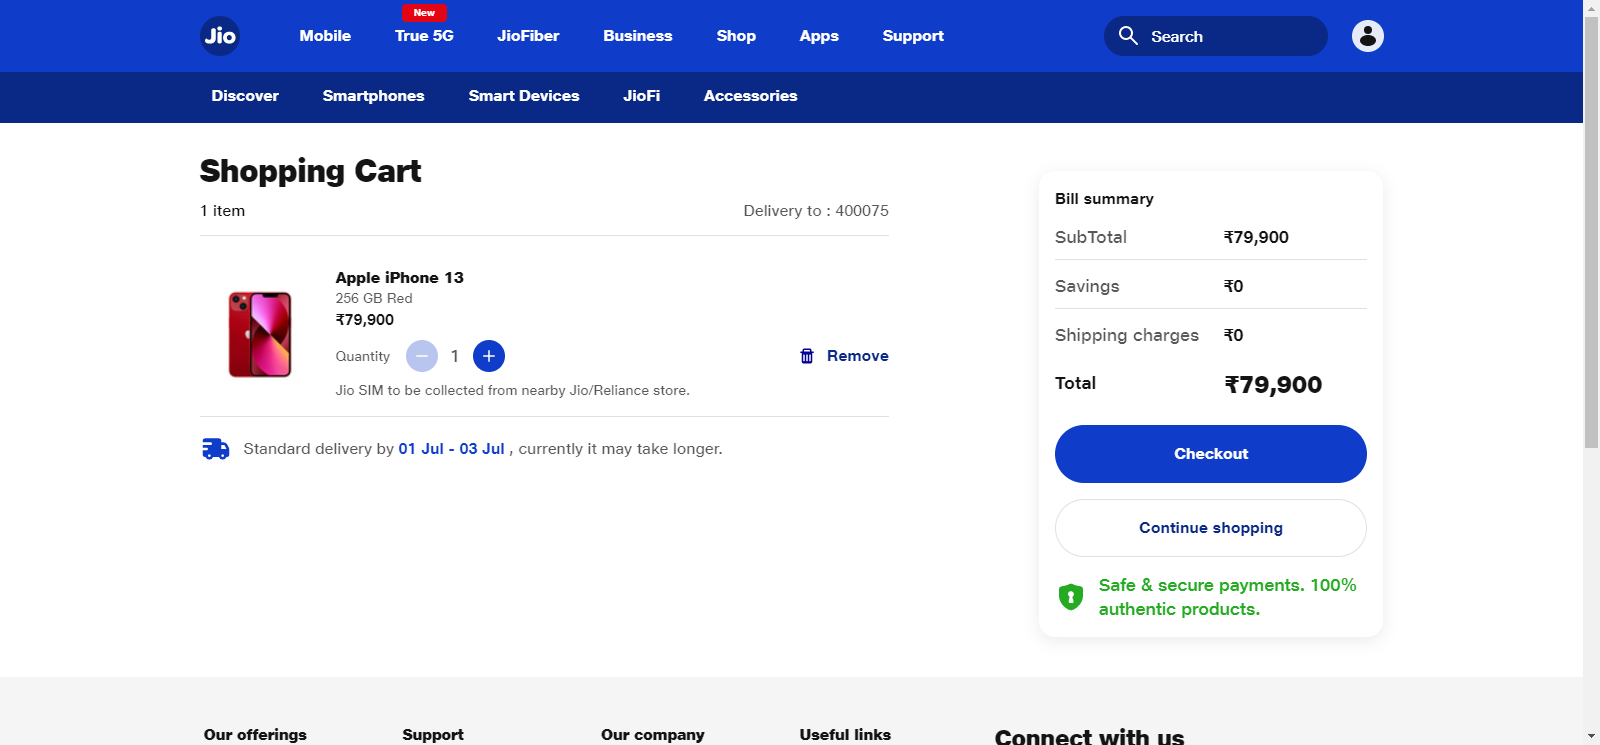 New
Jio
Mobile
True 5G
JioFiber
Business
Shop
Apps
Support
Search
Discover
Smartphones
Smart Devices
JioFi
Accessories
Shopping Cart
1 item
Delivery to : 400075
Apple iPhone 13
256 GB Red
₹79,900
Quantity
1
Remove
Jio SIM to be collected from nearby Jio/Reliance store.
Standard delivery by 01 Jul - 03 Jul , currently it may take longer.
Bill summary
SubTotal ₹79,900
Savings ₹0
Shipping charges ₹0
Total ₹79,900
Checkout
Continue shopping
Safe & secure payments. 100%
authentic products.
Our offerings
Support
Our company
Useful links
Connect with us